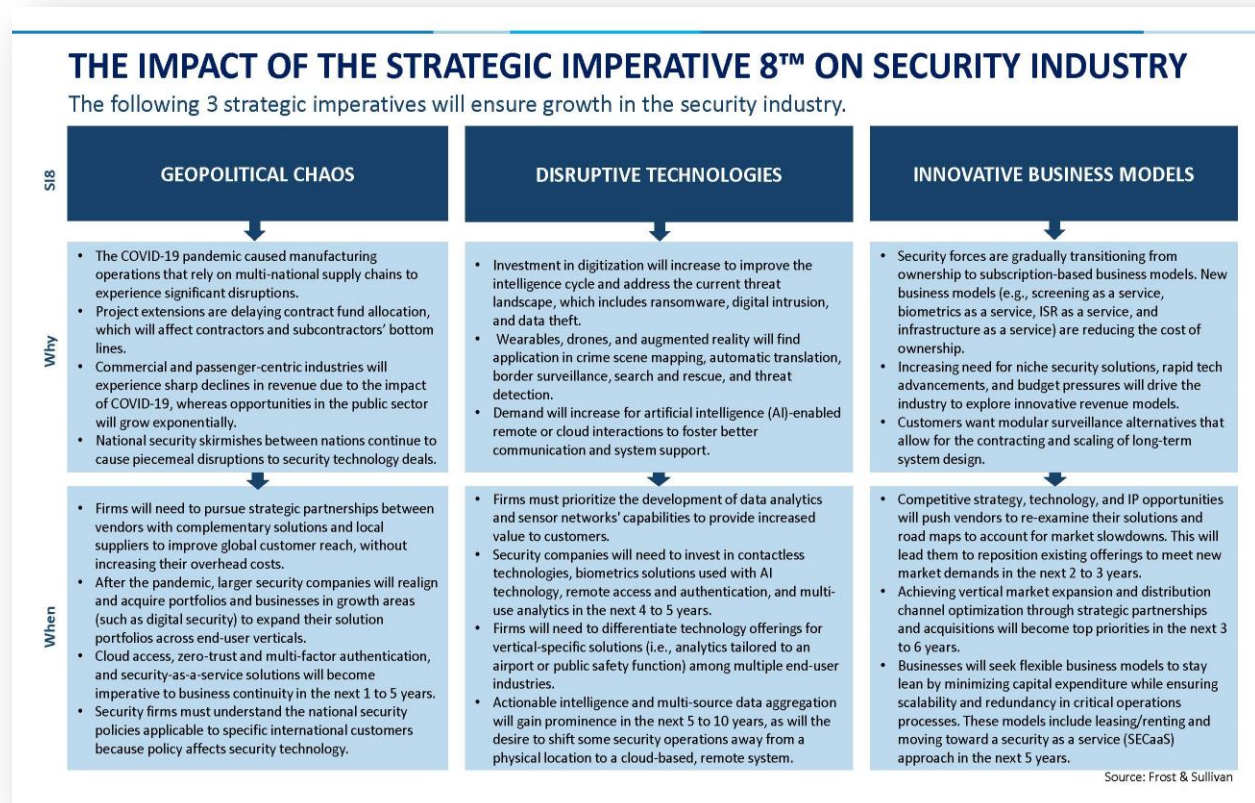 THE IMPACT OF THE STRATEGIC IMPERATIVE 8™ ON SECURITY INDUSTRY
The following 3 strategic imperatives will ensure growth in the security industry.
SI8
GEOPOLITICAL CHAOS
DISRUPTIVE TECHNOLOGIES
INNOVATIVE BUSINESS MODELS
Why
• The COVID-19 pandemic caused manufacturing
operations that rely on multi-national supply chains to
experience significant disruptions.
• Project extensions are delaying contract fund allocation,
which will affect contractors and subcontractors’ bottom
lines.
• Commercial and passenger-centric industries will
experience sharp declines in revenue due to the impact
of COVID-19, whereas opportunities in the public sector
will grow exponentially.
• National security skirmishes between nations continue to
cause piecemeal disruptions to security technology deals.
• Investment in digitization will increase to improve the
intelligence cycle and address the current threat
landscape, which includes ransomware, digital intrusion,
and data theft.
• Wearables, drones, and augmented reality will find
application in crime scene mapping, automatic translation,
border surveillance, search and rescue, and threat
detection.
• Demand will increase for artificial intelligence (AI)-enabled
remote or cloud interactions to foster better
communication and system support.
• Security forces are gradually transitioning from
ownership to subscription-based business models. New
business models (e.g., screening as a service,
biometrics as a service, ISR as a service, and
infrastructure as a service) are reducing the cost of
ownership.
• Increasing need for niche security solutions, rapid tech
advancements, and budget pressures will drive the
industry to explore innovative revenue models.
• Customers want modular surveillance alternatives that
allow for the contracting and scaling of long-term
system design.
When
• Firms will need to pursue strategic partnerships between
vendors with complementary solutions and local
suppliers to improve global customer reach, without
increasing their overhead costs.
• After the pandemic, larger security companies will realign
and acquire portfolios and businesses in growth areas
(such as digital security) to expand their solution
portfolios across end-user verticals.
• Cloud access, zero-trust and multi-factor authentication,
and security-as-a-service solutions will become
imperative to business continuity in the next 1 to 5 years.
• Security firms must understand the national security
policies applicable to specific international customers
because policy affects security technology.
• Firms must prioritize the development of data analytics
and sensor networks' capabilities to provide increased
value to customers.
• Security companies will need to invest in contactless
technologies, biometrics solutions used with AI
technology, remote access and authentication, and multi-
use analytics in the next 4 to 5 years.
• Firms will need to differentiate technology offerings for
vertical-specific solutions (i.e., analytics tailored to an
airport or public safety function) among multiple end-user
industries.
• Actionable intelligence and multi-source data aggregation
will gain prominence in the next 5 to 10 years, as will the
desire to shift some security operations away from a
physical location to a cloud-based, remote system.
• Competitive strategy, technology, and IP opportunities
will push vendors to re-examine their solutions and
road maps to account for market slowdowns. This will
lead them to reposition existing offerings to meet new
market demands in the next 2 to 3 years.
• Achieving vertical market expansion and distribution
channel optimization through strategic partnerships
and acquisitions will become top priorities in the next 3
to 6 years.
• Businesses will seek flexible business models to stay
lean by minimizing capital expenditure while ensuring
scalability and redundancy in critical operations
processes. These models include leasing/renting and
moving toward a security as a service (SECaaS)
approach in the next 5 years.
Source: Frost & Sullivan